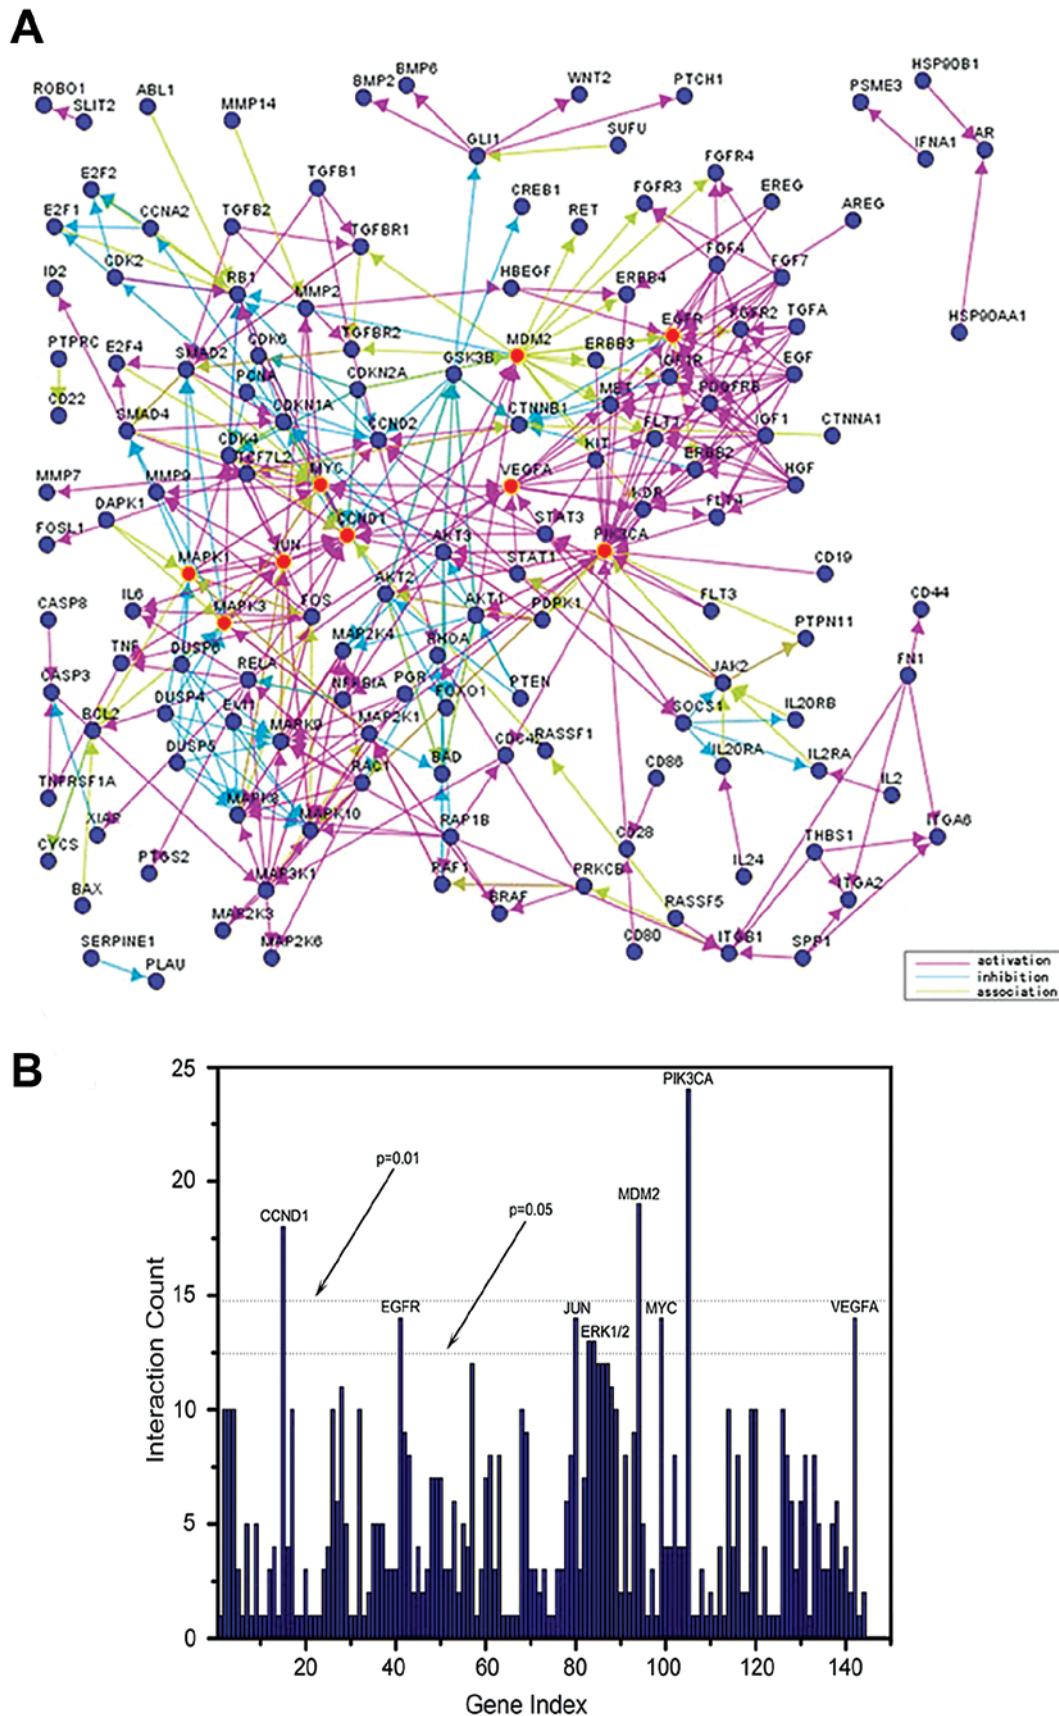 A
ROBO1
SLIT2
ABL1
MMP14
BMP2
BMP6
WNT2
PTCH1
GLI1
SUFU
PSME3
HSP90B1
IFNA1
AR
HSP90AA1
E2F2
E2F1
CCNA2
TGFB1
TGFB2
TGFBR1
CREB1
RET
FGFR3
FGFR4
EREG
AREG
ID2
CDK2
RB1
MMP2
HBEGF
ERBB4
FGF4
FGF7
EGFR
FGFR2
TGFA
PTPRC
E2F4
SMAD2
CDK6
TGFBR2
MDM2
GSK3B
ERBB3
IGF1R
EGF
CD22
PCNA
CDKN2A
MET
PDGFRB
SMAD4
CDKN1A
CCND2
CTNNB1
FLT1
IGF1
CTNNA1
CDK4
TCF7L2
KIT
ERBB2
MMP7
MMP9
MYC
VEGFA
KDR
FLT4
HGF
DAPK1
FOSL1
CCND1
STAT3
PIK3CA
MAPK1
JUN
AKT3
STAT1
CD19
CASP8
IL6
MAPK3
FOS
AKT2
AKT1
PDPK1
FLT3
PTPN11
CD44
TNF
DUSP6
MAP2K4
RHOA
FN1
CASP3
RELA
NFKBIA
PGR
FOXO1
PTEN
JAK2
BCL2
DUSP4
MAPK9
MAP2K1
SOCS1
IL20RB
DUSP5
RAC1
BAD
CDC42
RASSF1
IL20RA
IL2RA
TNFRSF1A
CD86
IL2
XIAP
MAPK8
MAPK10
RAP1B
THBS1
ITGA6
CYCS
PTGS2
CD28
IL24
BAX
MAP3K1
RAF1
PRKCB
ITGA2
MAP2K3
BRAF
RASSF5
SERPINE1
MAP2K6
CD80
ITGB1
SPP1
PLAU
activation
inhibition
association
B
25
PIK3CA
p=0.01
20
MDM2
p=0.05
CCND1
15
EGFR
JUN
MYC
VEGFA
ERK1/2
10
5
0
Interaction Count
20 40 60 80 100 120 140
Gene Index